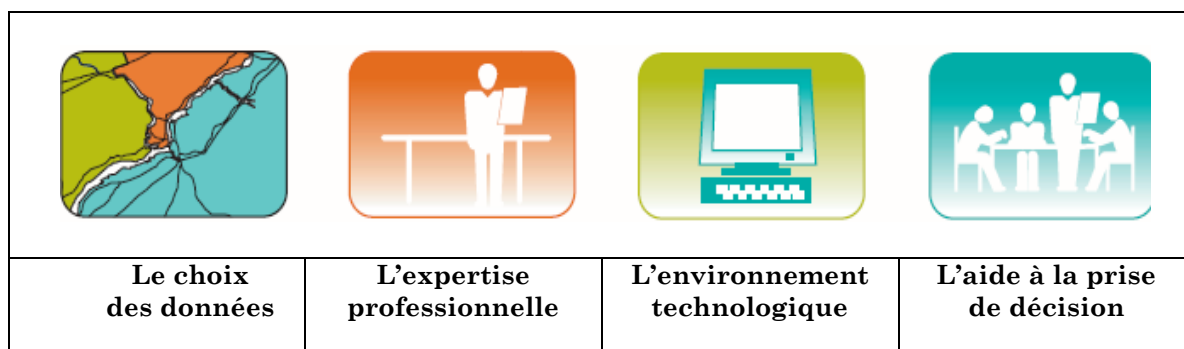 Le choix
des données
L’expertise
professionnelle
L’environnement
technologique
L’aide à la prise
de décision